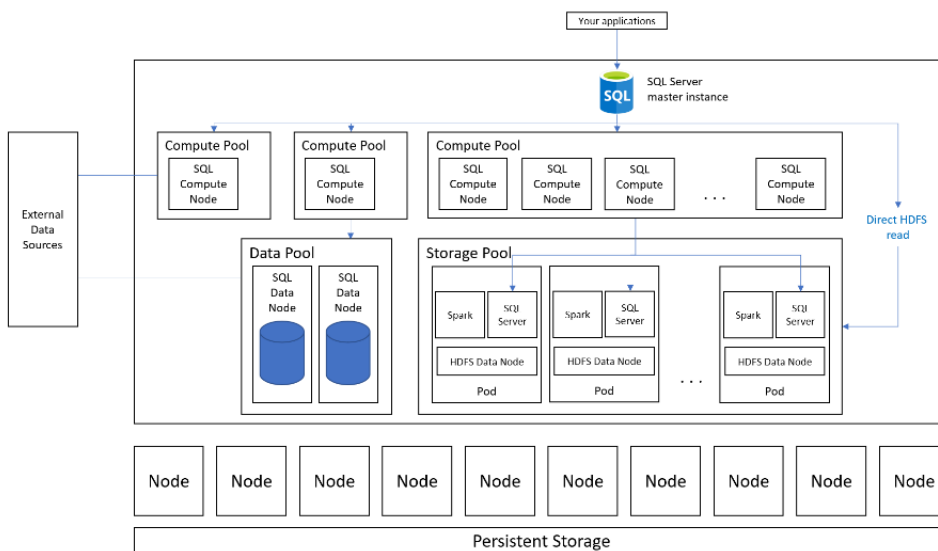 Your applications
SQL
SQL Server
master instance
Compute Pool
SQL
Compute
Node
Compute Pool
SQL
Compute
Node
Compute Pool
SQL
Compute
Node
SQL
Compute
Node
SQL
Compute
Node
. . .
SQL
Compute
Node
External
Data
Sources
Direct HDFS
read
Data Pool
SQL
Data
Node
SQL
Data
Node
Storage Pool
Spark
SQL
Server
HDFS Data Node
Pod
Spark
SQL
Server
HDFS Data Node
Pod
. . .
Spark
SQL
Server
HDFS Data Node
Pod
Node
Node
Node
Node
Node
Node
Node
Node
Node
Node
Persistent Storage